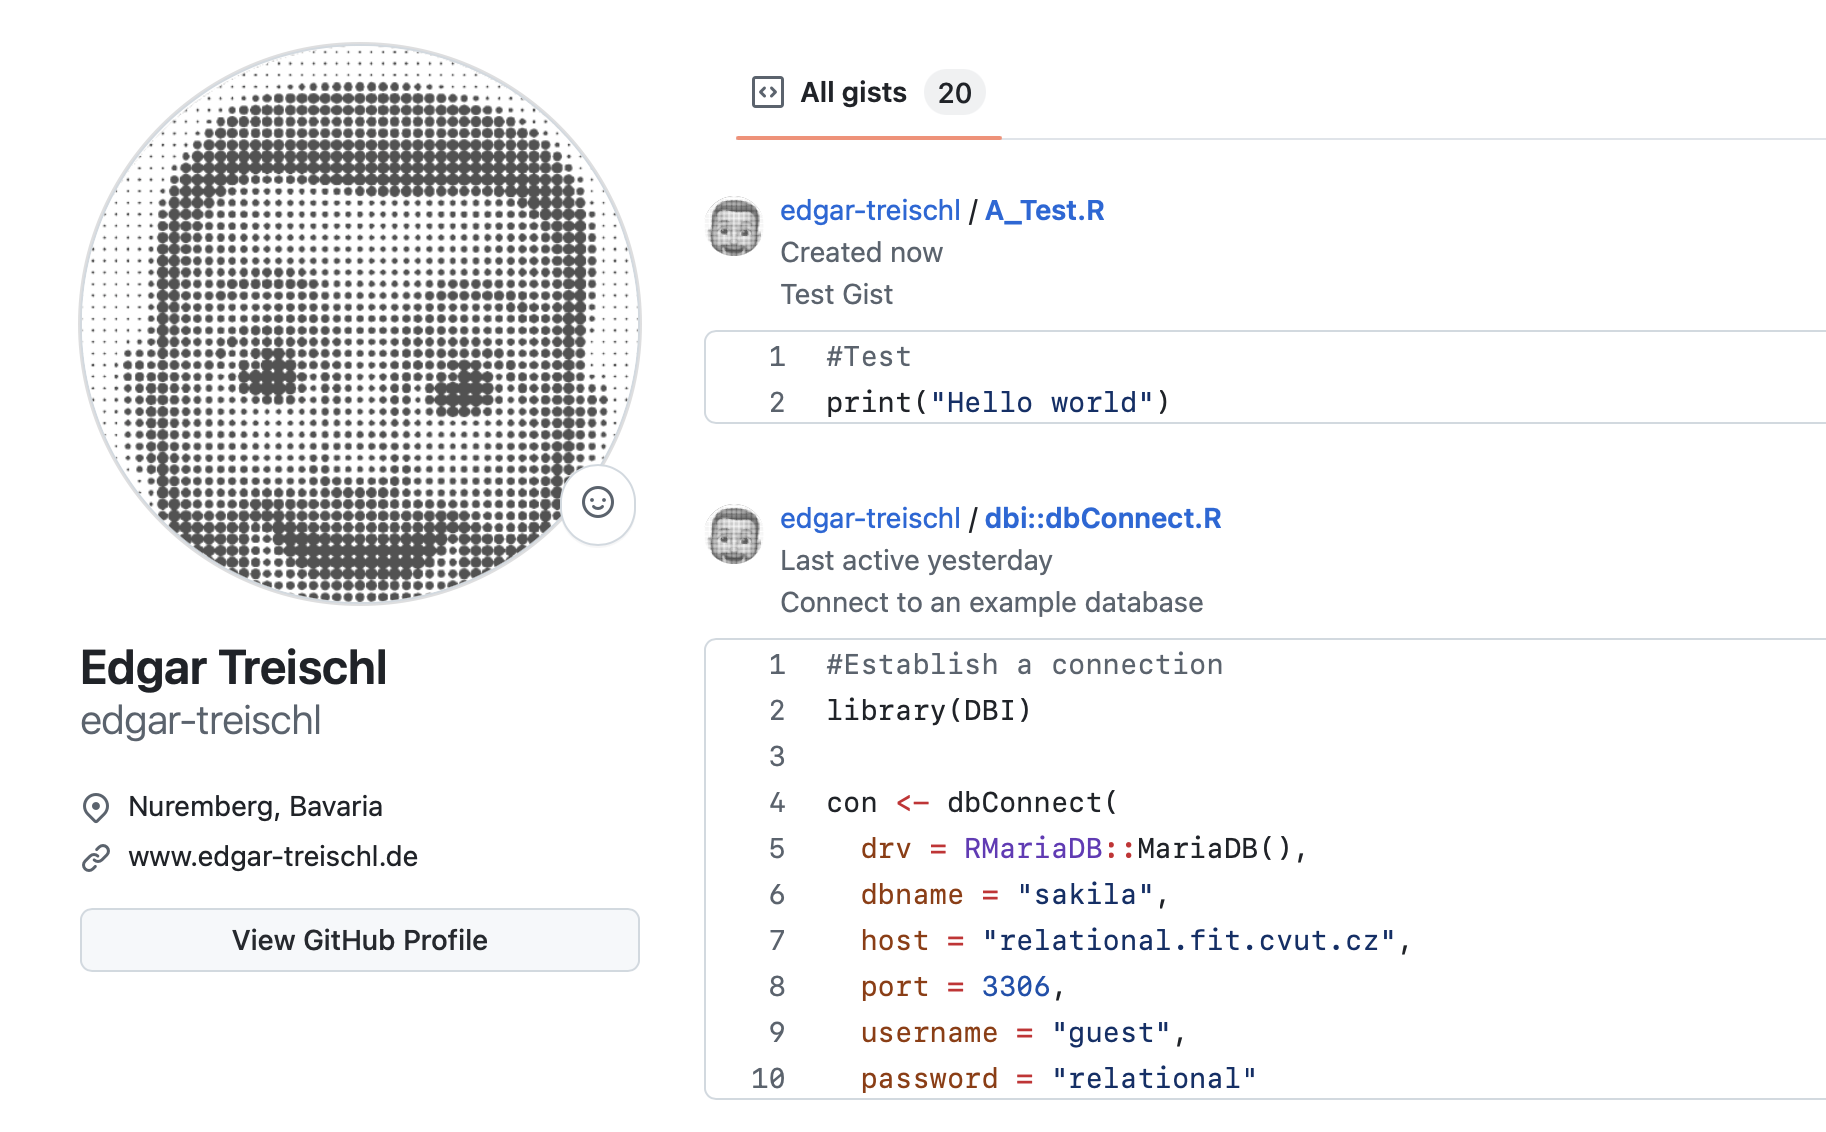 All gists 20
edgar-treischl / A_Test.R
Created now
Test Gist
1 #Test
2 print("Hello world")
edgar-treischl / dbi::dbConnect.R
Last active yesterday
Connect to an example database
1 #Establish a connection
2 library(DBI)
3
4 con <- dbConnect(
5 drv = RMariaDB::MariaDB(),
6 dbname = "sakila",
7 host = "relational.fit.cvut.cz",
8 port = 3306,
9 username = "guest",
10 password = "relational"
Edgar Treischl
edgar-treischl
Nuremberg, Bavaria
www.edgar-treischl.de
View GitHub Profile